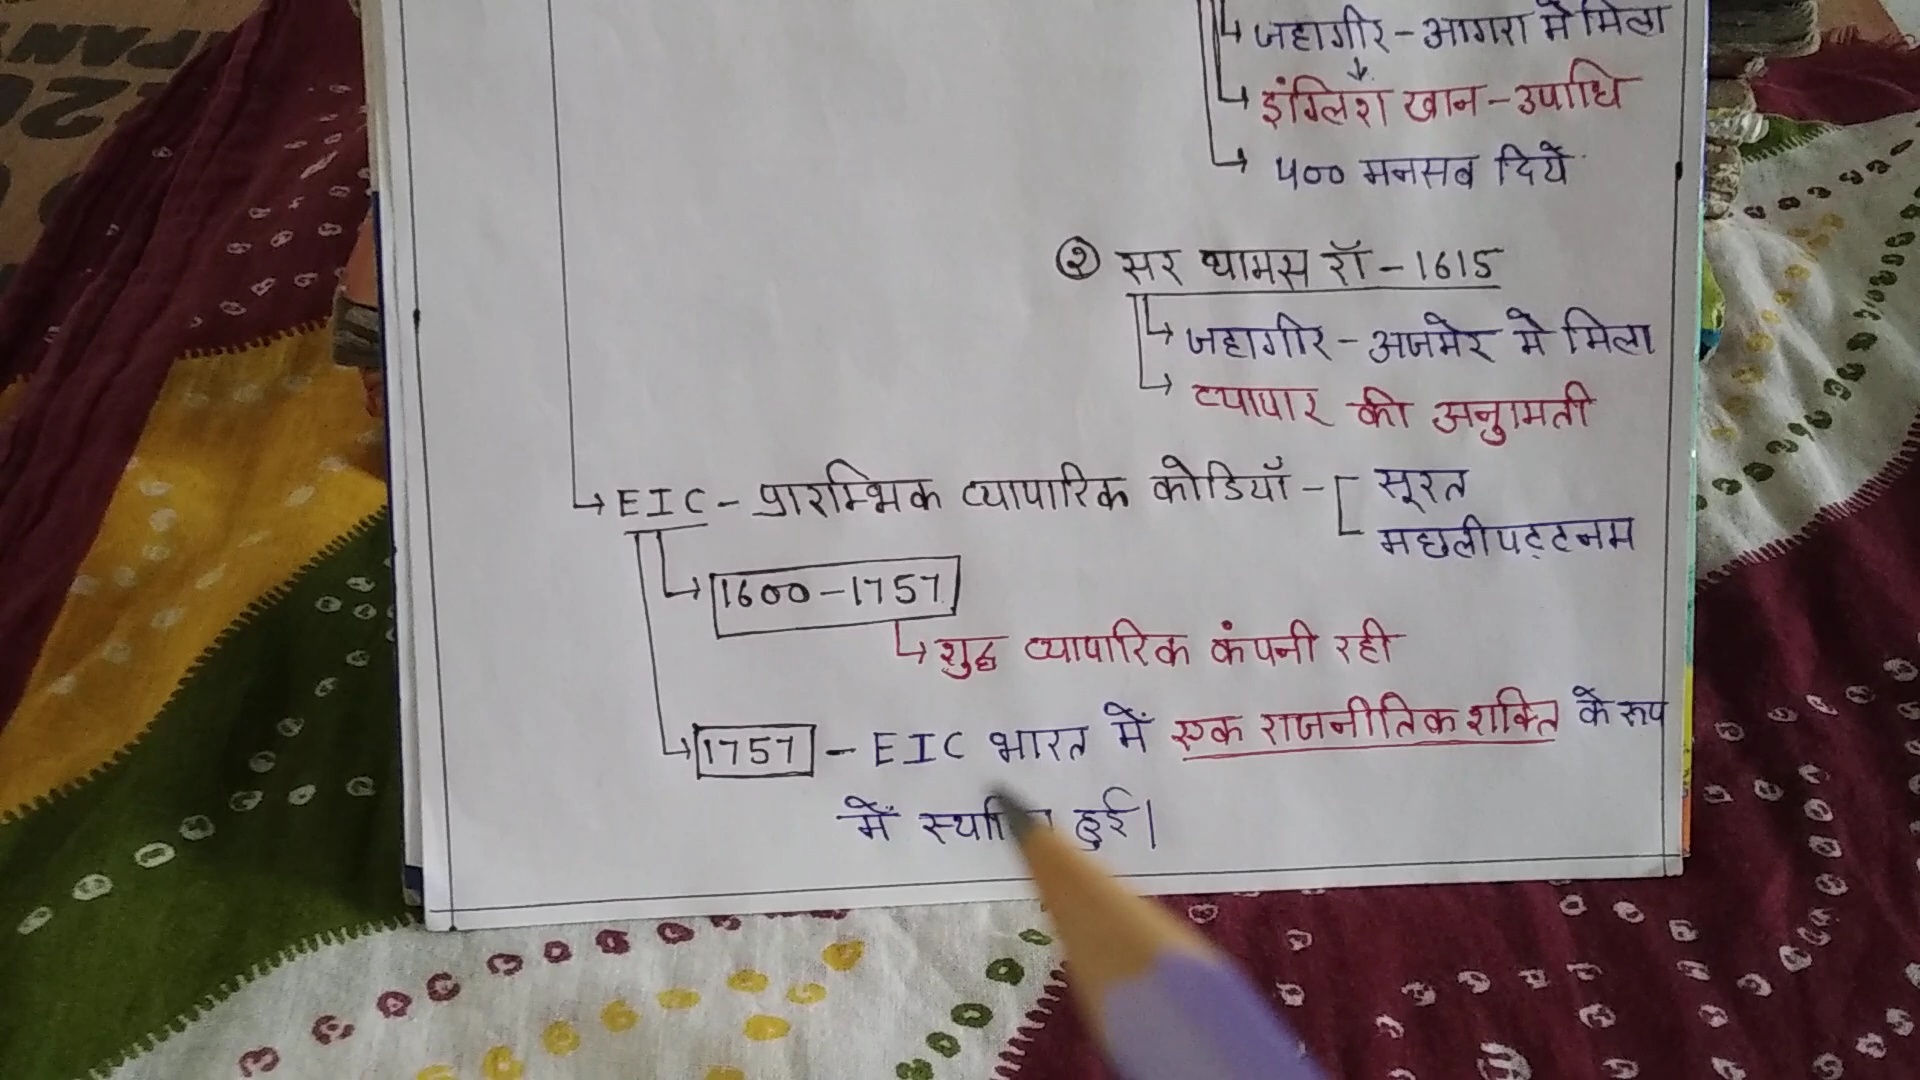 जहागीर - आगरा मे मिला
इंग्लिश खान - उपाधि
४०० मनसब दिये
② सर थामस रॉ - 1615
जहागीर - अजमेर मे मिला
व्यापार की अनुमती
EIC - प्रारम्भिक व्यापारिक कोडियाँ - सूरत
मछलीपट्टनम
1600 - 1757
शुद्ध व्यापारिक कंपनी रही
1757 - EIC भारत में एक राजनीतिक शक्ति के रूप
में हुई।